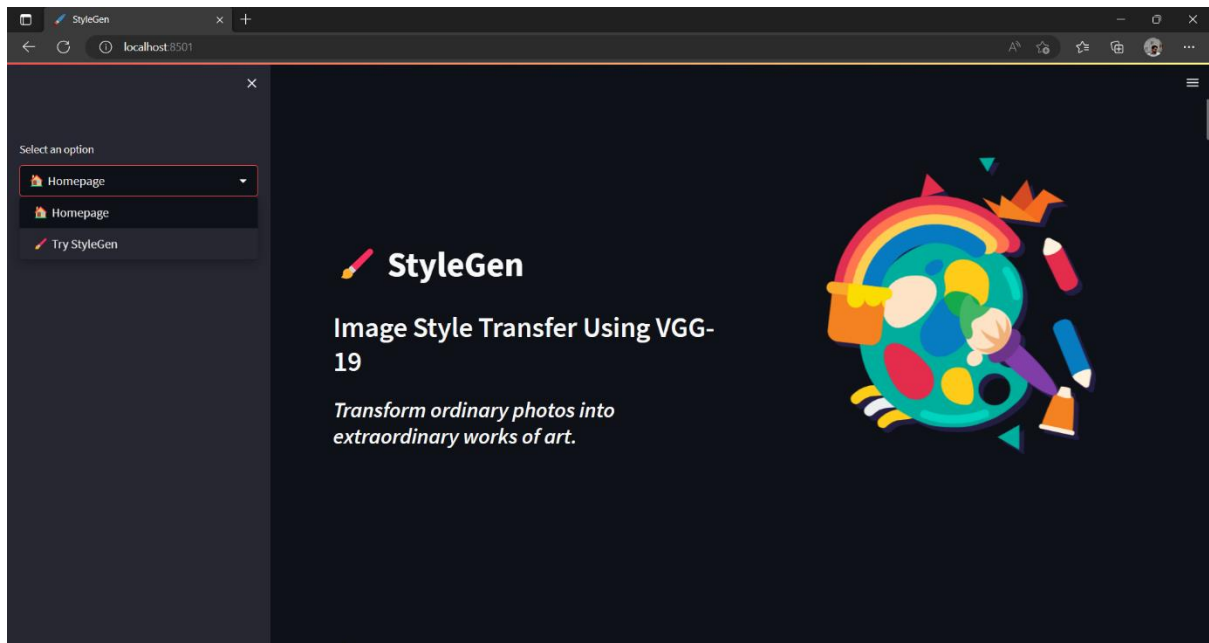 StyleGen
localhost:8501
Select an option
Homepage
Homepage
Try StyleGen
StyleGen
Image Style Transfer Using VGG-
19
Transform ordinary photos into
extraordinary works of art.